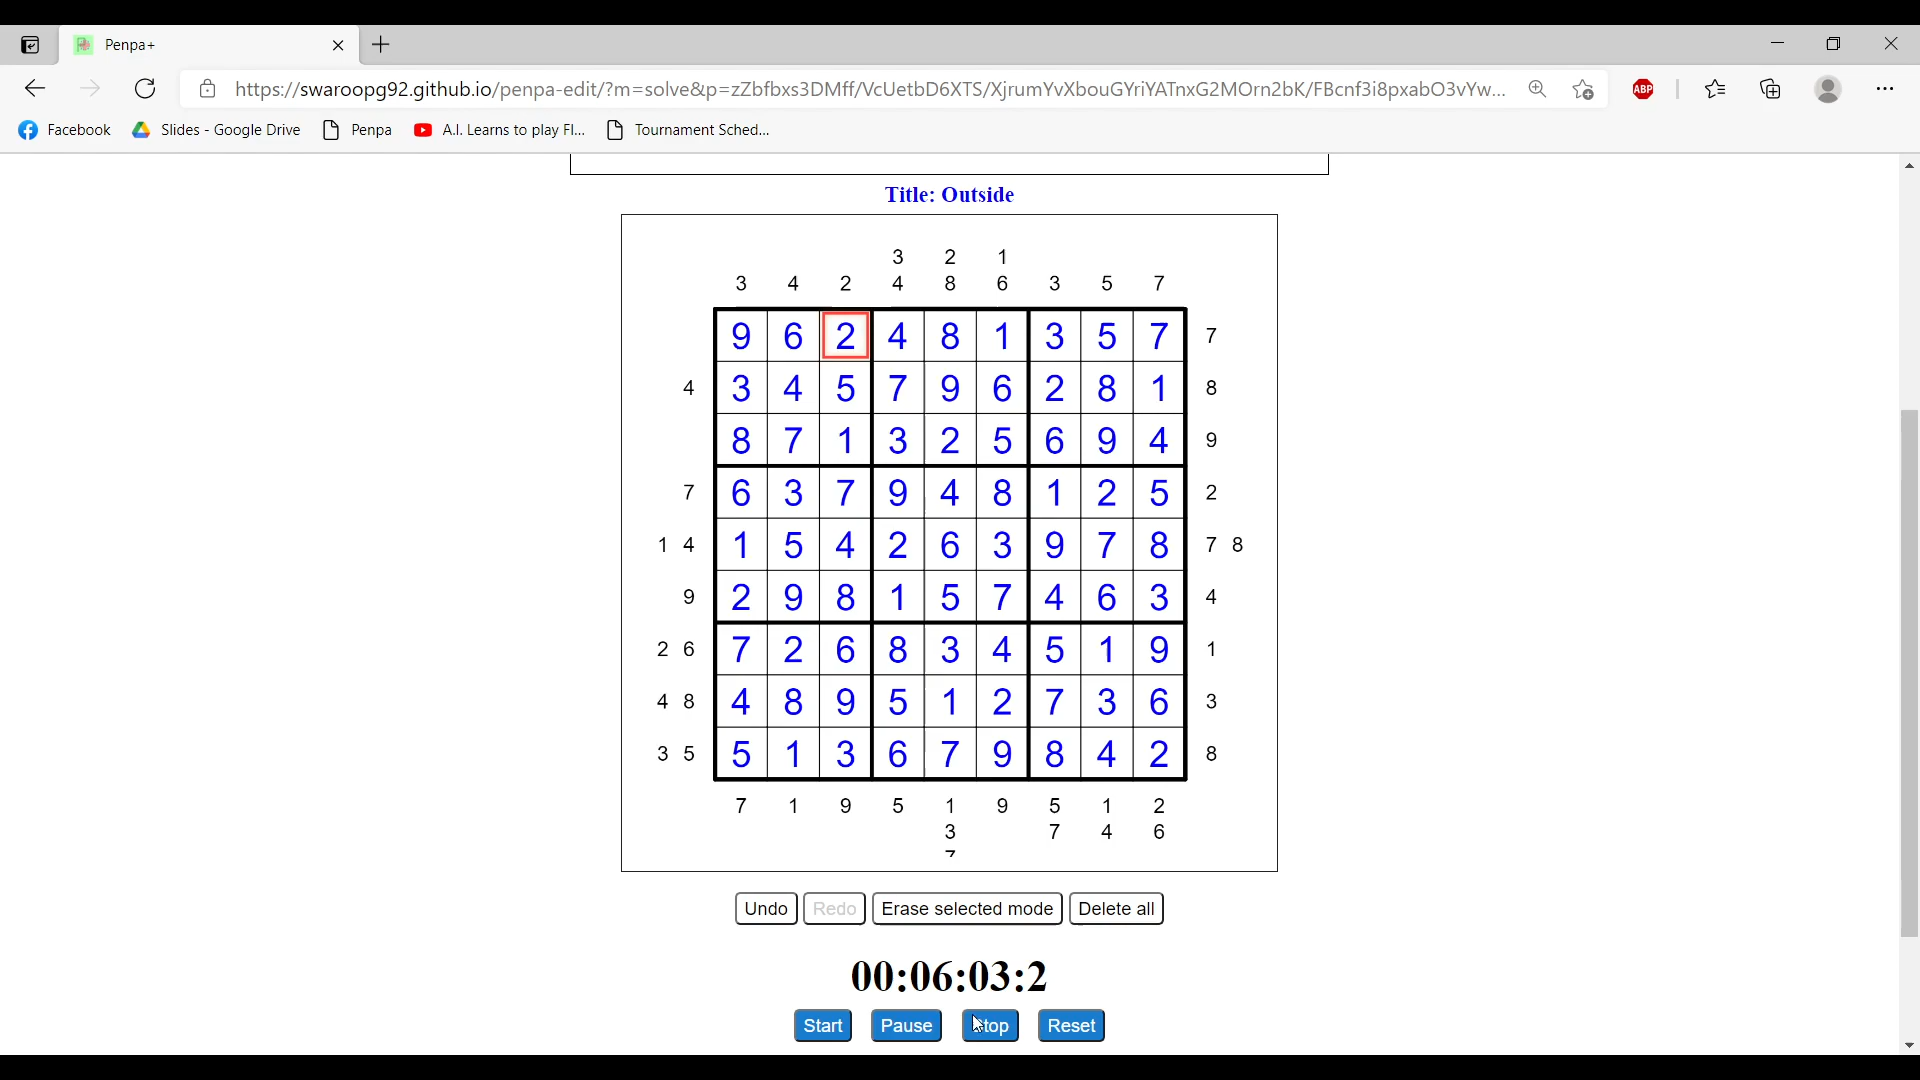 Penpa+
https://swaroopg92.github.io/penpa-edit/?m=solve&p=zZbfbxs3DMff/VcUetbD6XTS/XjrumYvXbouGYriYATnxG2MOrn2bK/FBcnf3i8pxabO3vYw...
ABP
Facebook
Slides - Google Drive
Penpa
A.I. Learns to play Fl...
Tournament Sched...
Title: Outside
3 2 1
3 4 2 4 8 6 3 5 7
9 6 2 4 8 1 3 5 7 7
4 3 4 5 7 9 6 2 8 1 8
8 7 1 3 2 5 6 9 4 9
7 6 3 7 9 4 8 1 2 5 2
1 4 1 5 4 2 6 3 9 7 8 7 8
9 2 9 8 1 5 7 4 6 3 4
2 6 7 2 6 8 3 4 5 1 9 1
4 8 4 8 9 5 1 2 7 3 6 3
3 5 5 1 3 6 7 9 8 4 2 8
7 1 9 5 1 9 5 1 2
3 7 4 6
7
Undo Redo Erase selected mode Delete all
00:06:03:2
Start Pause Stop Reset